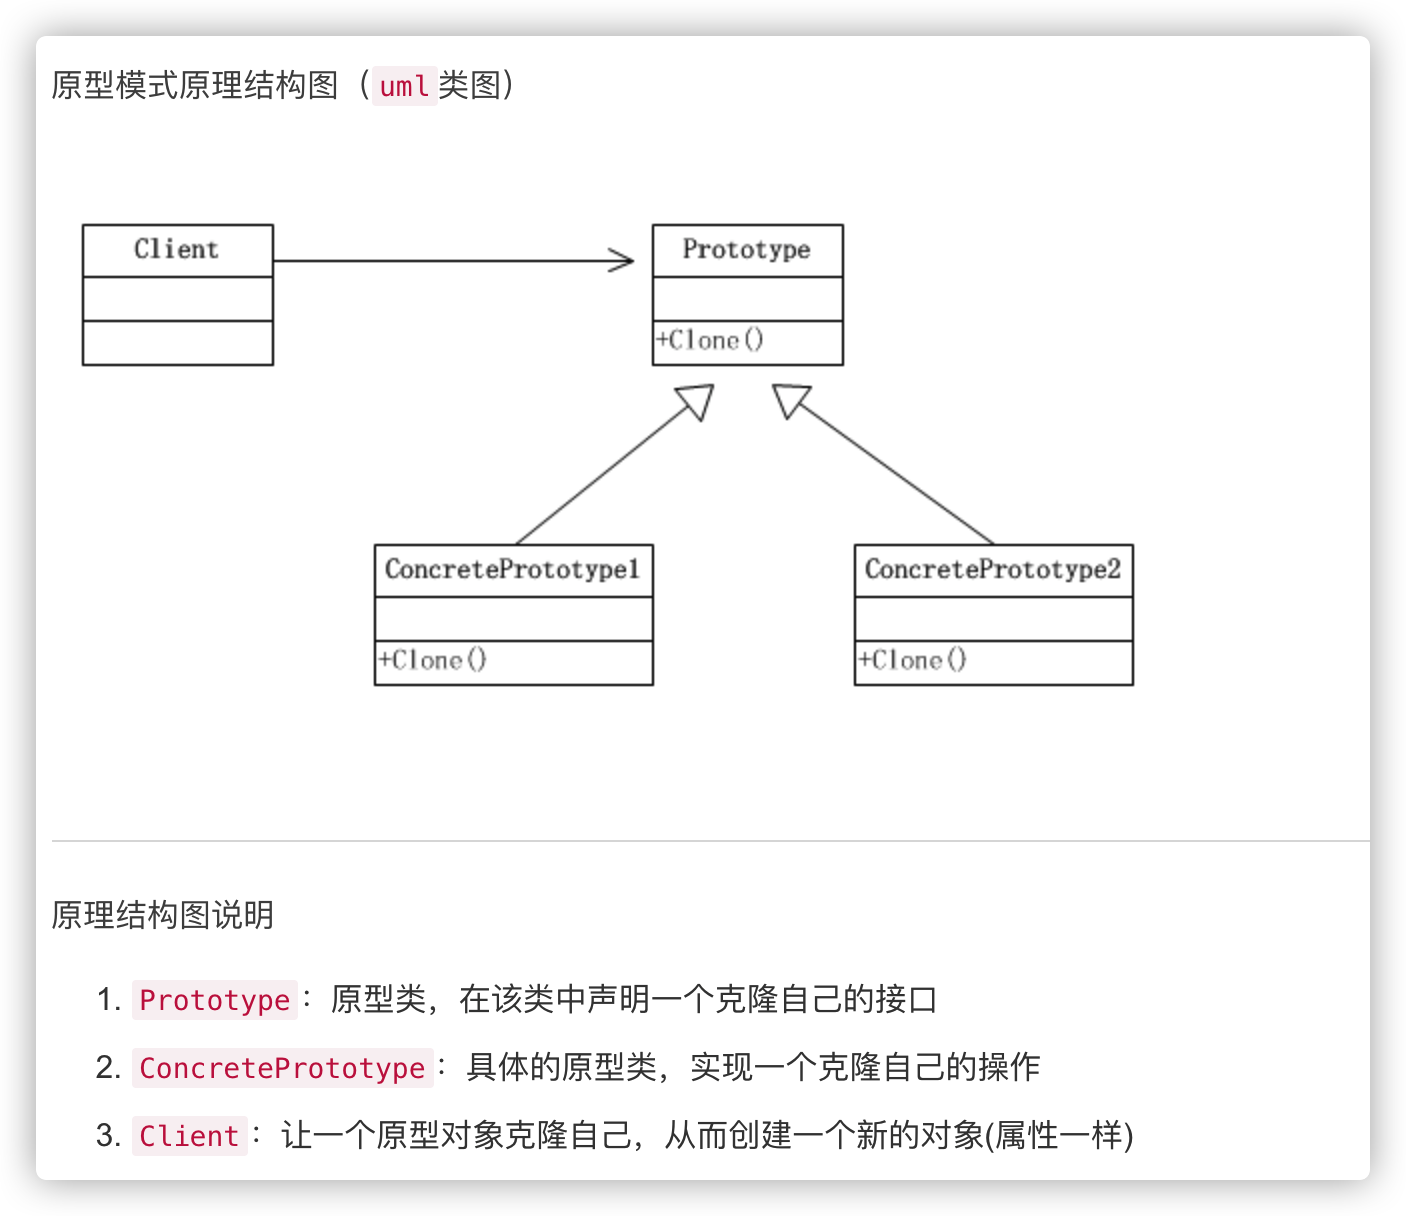 原型模式原理结构图（uml类图）
Client
Prototype
+Clone()
ConcretePrototype1
+Clone()
ConcretePrototype2
+Clone()
原理结构图说明
1. Prototype：原型类，在该类中声明一个克隆自己的接口
2. ConcretePrototype：具体的原型类，实现一个克隆自己的操作
3. Client：让一个原型对象克隆自己，从而创建一个新的对象(属性一样)